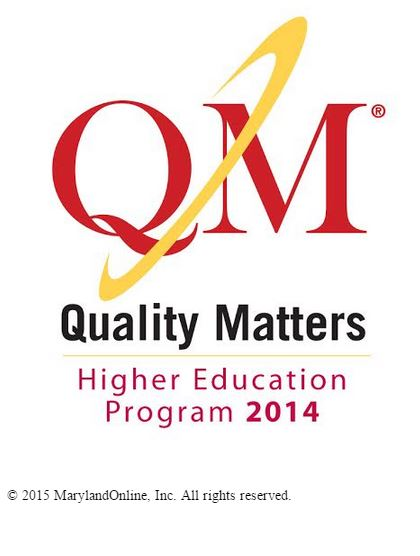 QM®
Quality Matters
Higher Education
Program 2014
© 2015 MarylandOnline, Inc. All rights reserved.